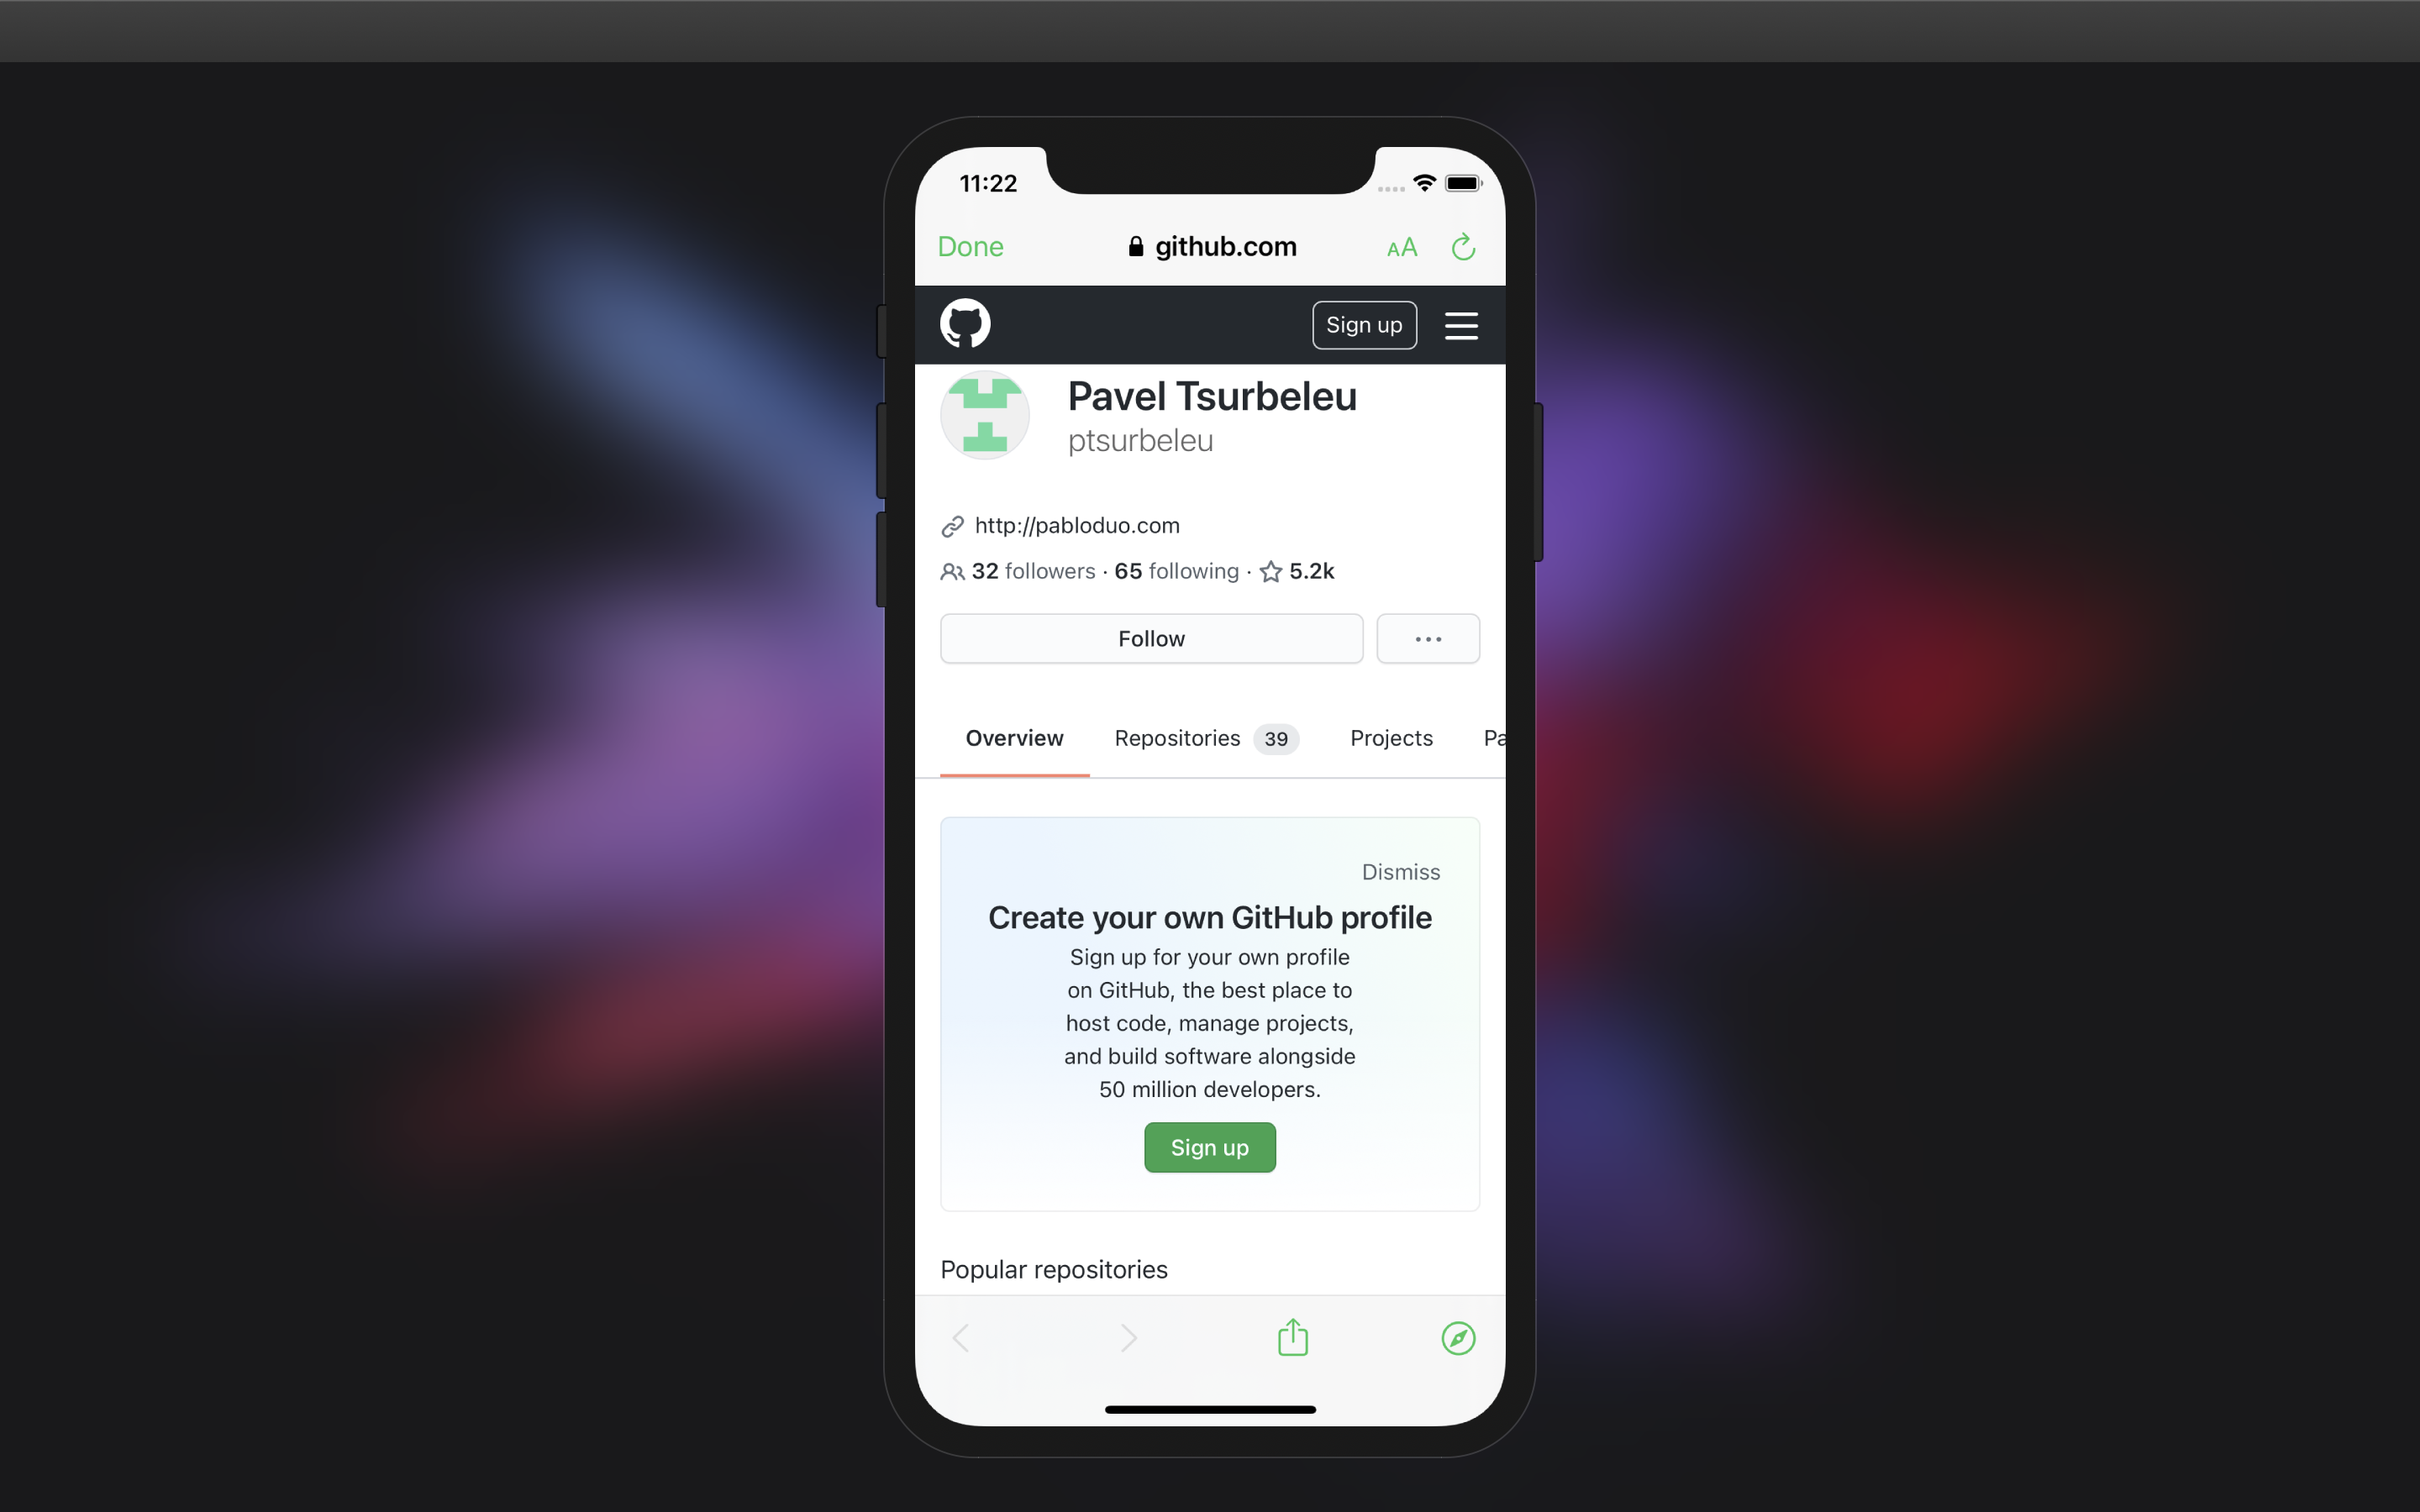 11:22
Done
github.com
AA
Sign up
Pavel Tsurbeleu
ptsurbeleu
http://pabloduo.com
32 followers · 65 following · 5.2k
Follow
Overview Repositories 39 Projects Pa
Dismiss
Create your own GitHub profile
Sign up for your own profile
on GitHub, the best place to
host code, manage projects,
and build software alongside
50 million developers.
Sign up
Popular repositories